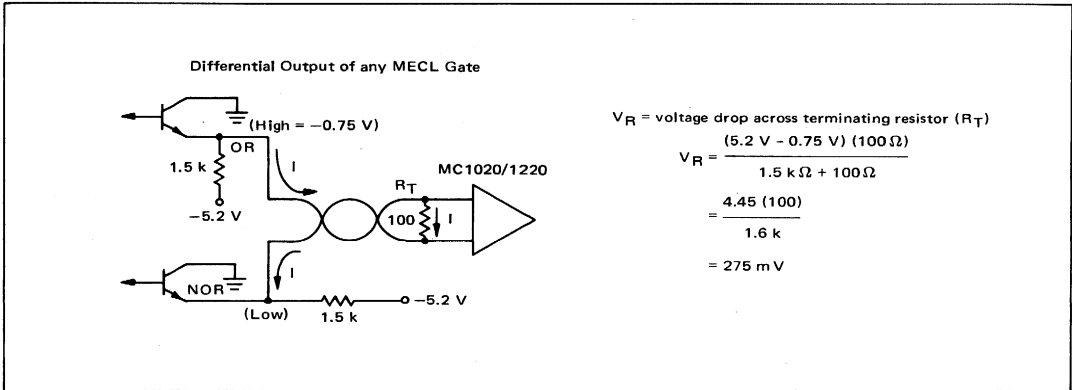 Differential Output of any MECL Gate
(High = −0.75 V)
OR
1.5 k
I
−5.2 V
R_T
100
I
MC1020/1220
I
NOR
(Low)
1.5 k
−5.2 V
V_R = voltage drop across terminating resistor (R_T)
V_R = (5.2 V - 0.75 V) (100 Ω) / 1.5 k Ω + 100 Ω
= 4.45 (100) / 1.6 k
= 275 mV